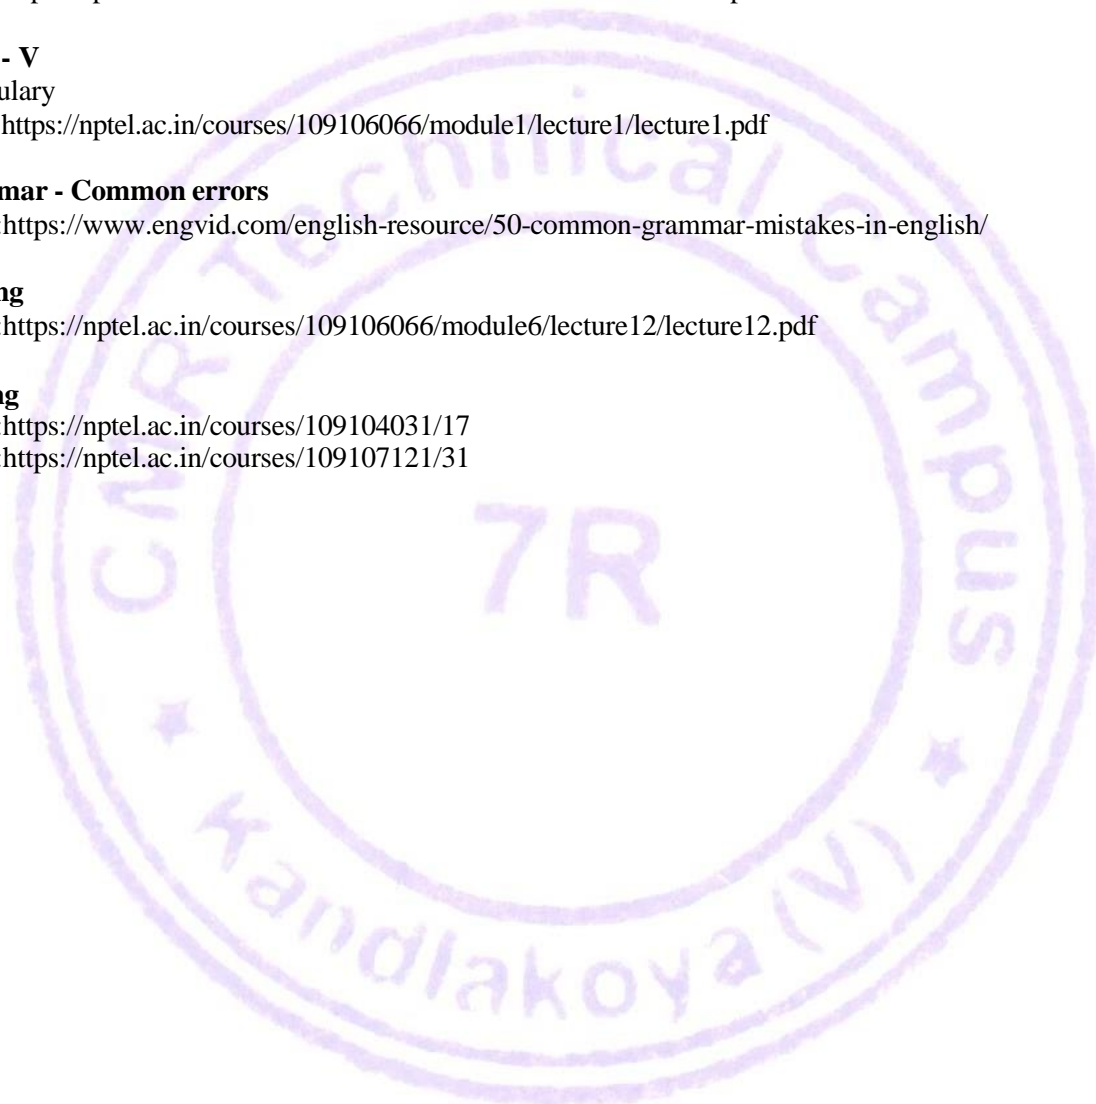 - V
ulary
https://nptel.ac.in/courses/109106066/module1/lecture1/lecture1.pdf
mar - Common errors
:https://www.engvid.com/english-resource/50-common-grammar-mistakes-in-english/
ng
:https://nptel.ac.in/courses/109106066/module6/lecture12/lecture12.pdf
ng
:https://nptel.ac.in/courses/109104031/17
:https://nptel.ac.in/courses/109107121/31
CMR Technical Campus
7R
★ Kandlakoya (V) ★